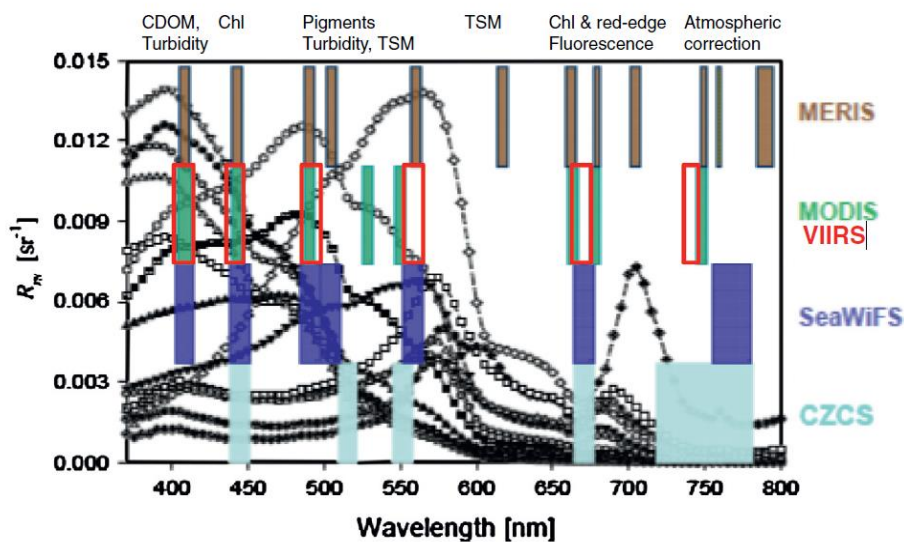 CDOM, Chl Pigments TSM Chl & red-edge Atmospheric
Turbidity Turbidity, TSM Fluorescence correction
0.015
MERIS
0.012
MODIS
0.009
VIIRS
0.006
SeaWiFS
0.003
CZCS
0.000
[sr⁻¹]
400 450 500 550 600 650 700 750 800
Wavelength [nm]